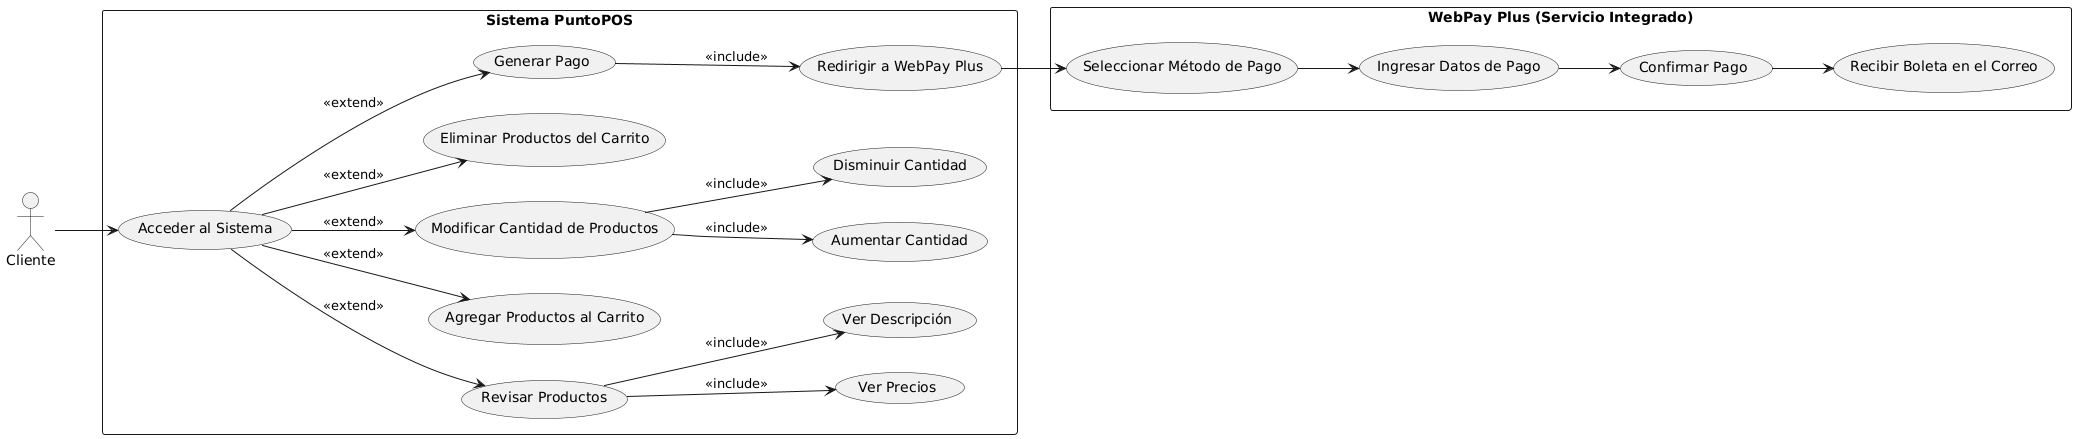 Sistema PuntoPOS
WebPay Plus (Servicio Integrado)
Generar Pago
«include»
Redirigir a WebPay Plus
Seleccionar Método de Pago
Ingresar Datos de Pago
Confirmar Pago
Recibir Boleta en el Correo
«extend»
Eliminar Productos del Carrito
«extend»
Disminuir Cantidad
«include»
Cliente
Acceder al Sistema
«extend»
Modificar Cantidad de Productos
«include»
Aumentar Cantidad
«extend»
Agregar Productos al Carrito
«extend»
Ver Descripción
«include»
Revisar Productos
«include»
Ver Precios